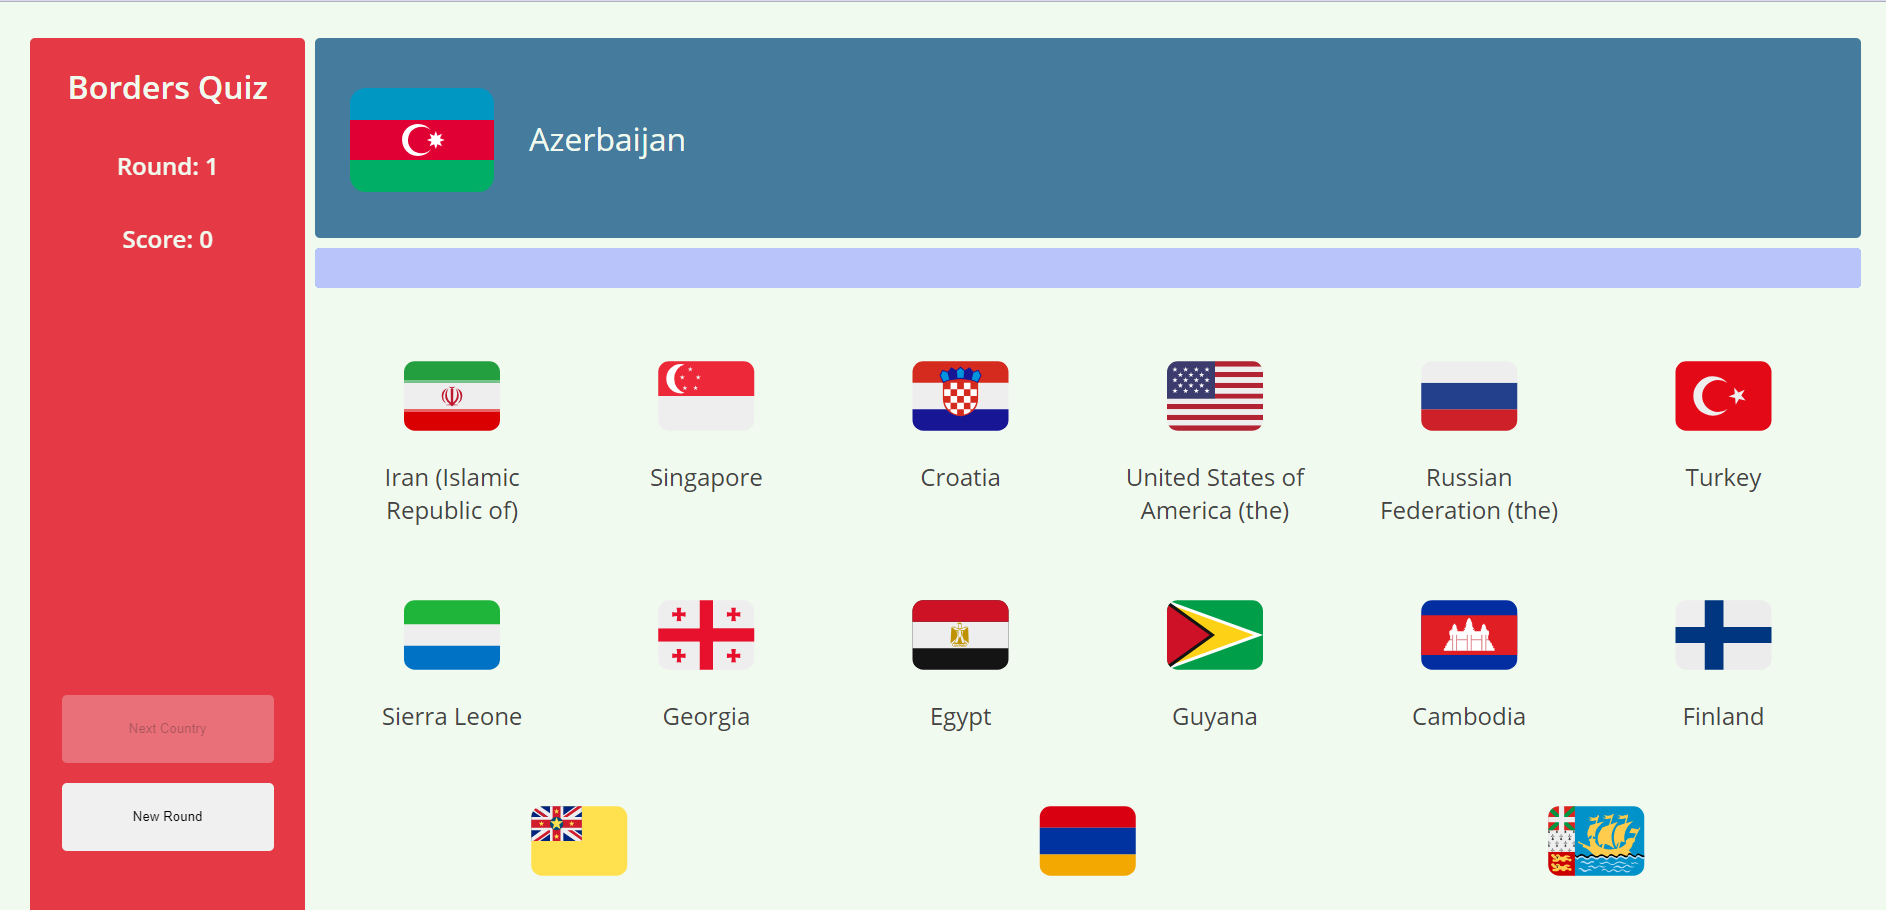 Borders Quiz
Round: 1
Score: 0
Next Country
New Round
Azerbaijan
Iran (Islamic
Republic of)
Singapore
Croatia
United States of
America (the)
Russian
Federation (the)
Turkey
Sierra Leone
Georgia
Egypt
Guyana
Cambodia
Finland